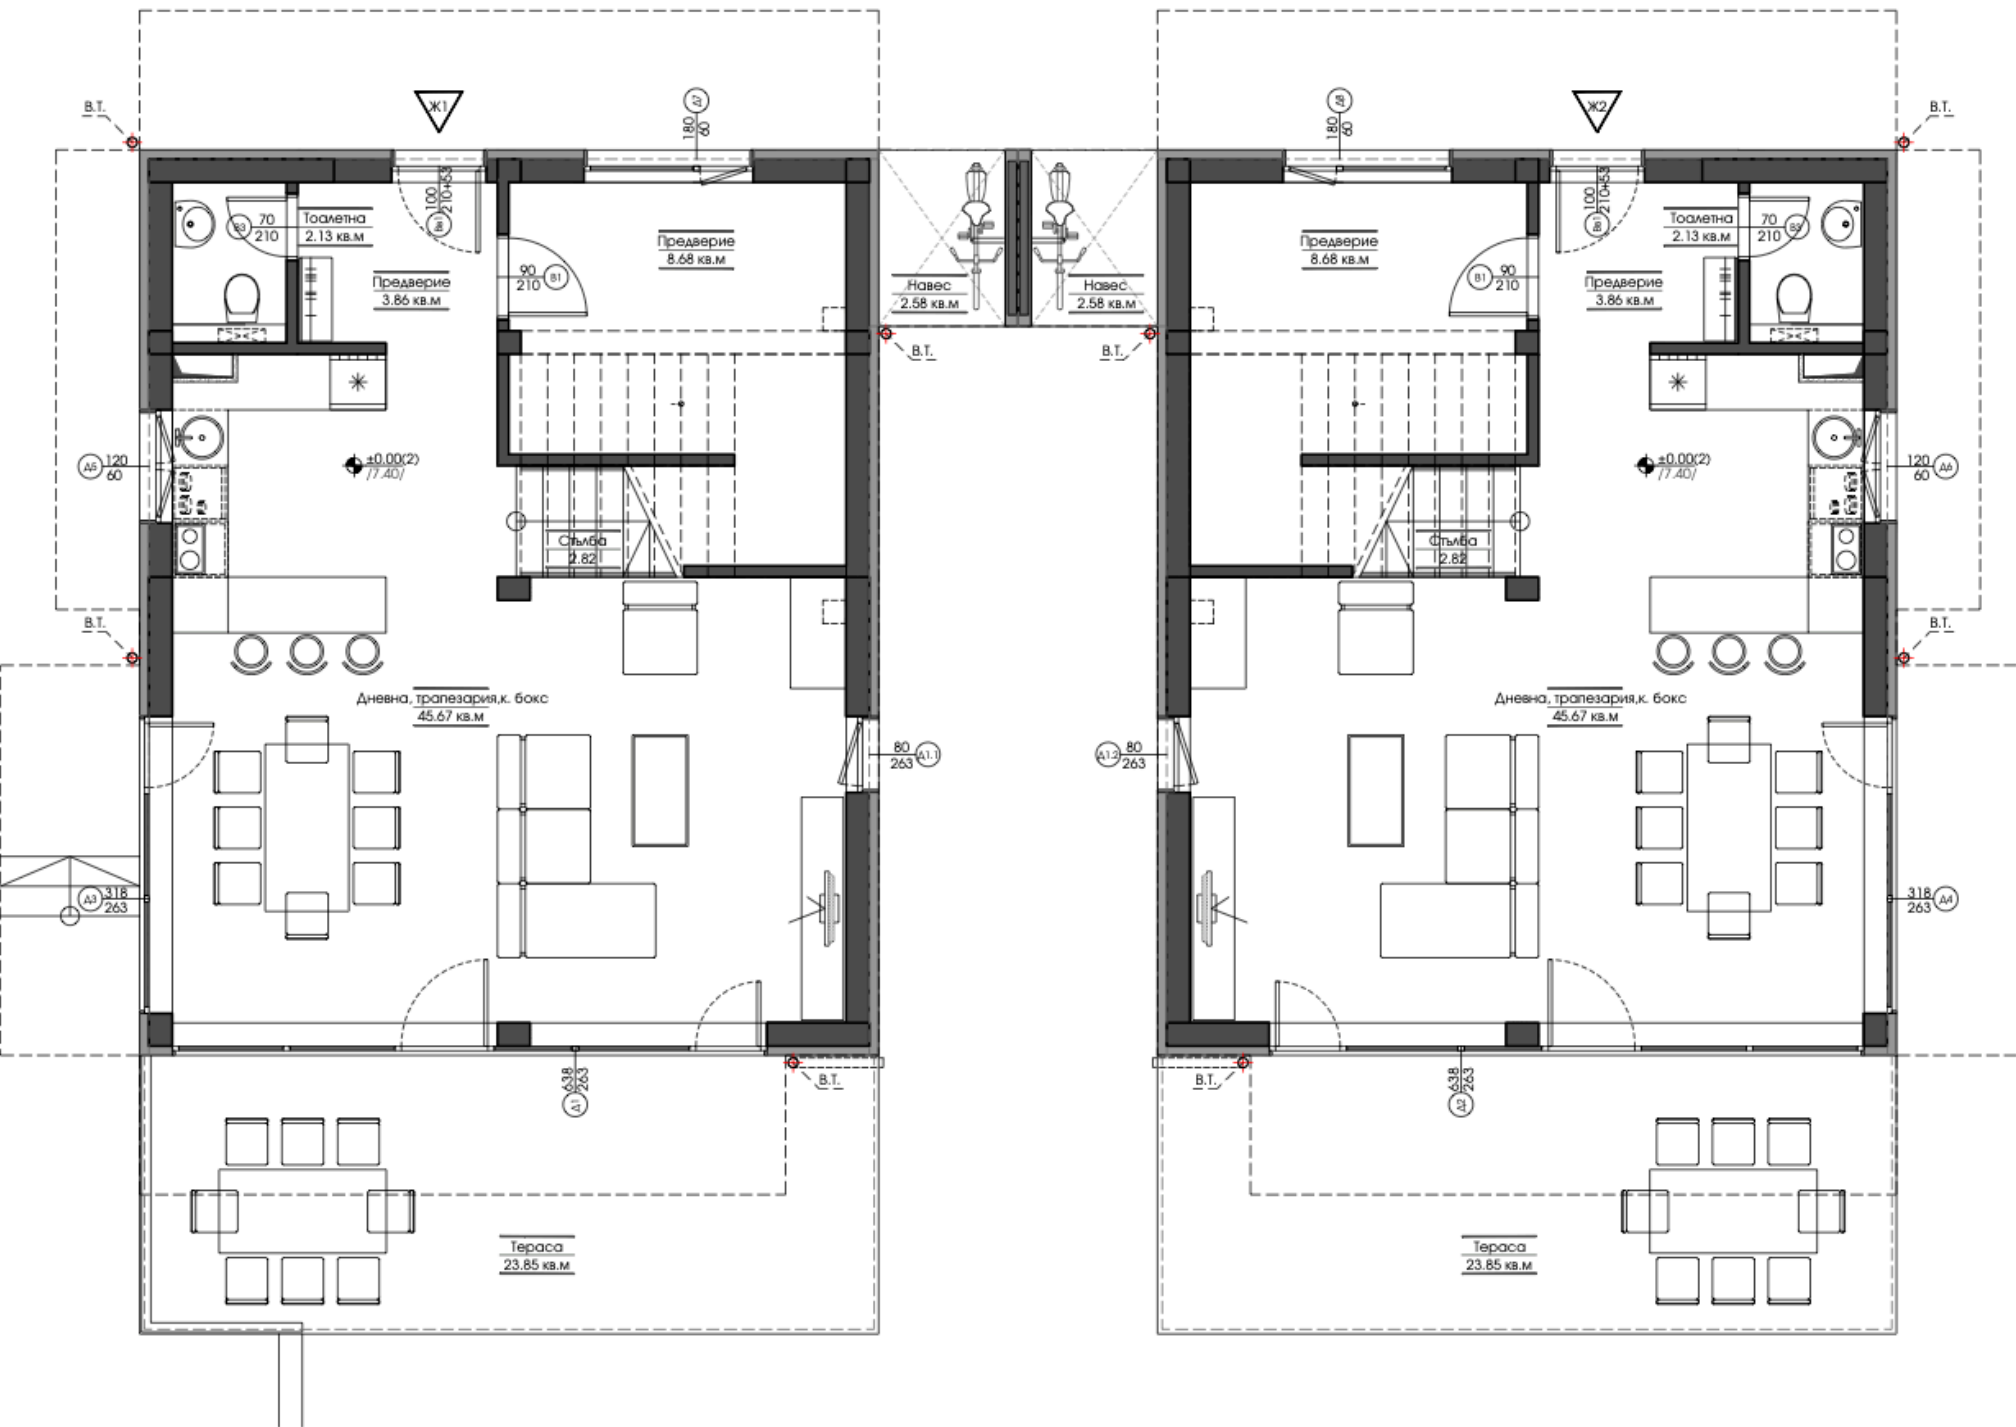 Ж1
Ж2
В.Т.
Д7
180
60
Д8
180
60
В.Т.
100
210+53
Вв1
100
210+53
Вв1
В3
70
210
Тоалетна
2.13 кв.м
Предверие
8.68 кв.м
Предверие
8.68 кв.м
Тоалетна
2.13 кв.м
70
210
В3
Предверие
3.86 кв.м
90
210
В1
Навес
2.58 кв.м
Навес
2.58 кв.м
В1
90
210
Предверие
3.86 кв.м
В.Т.
В.Т.
Д5
120
60
±0.00(2)
/7.40/
±0.00(2)
/7.40/
120
60
Д6
Стълба
2.82
Стълба
2.82
В.Т.
В.Т.
Дневна, трапезария,к. бокс
45.67 кв.м
Дневна, трапезария,к. бокс
45.67 кв.м
80
263
Д1.1
Д1.2
80
263
Д3
318
263
318
263
Д4
В.Т.
638
263
Д1
В.Т.
638
263
Д2
Тераса
23.85 кв.м
Тераса
23.85 кв.м